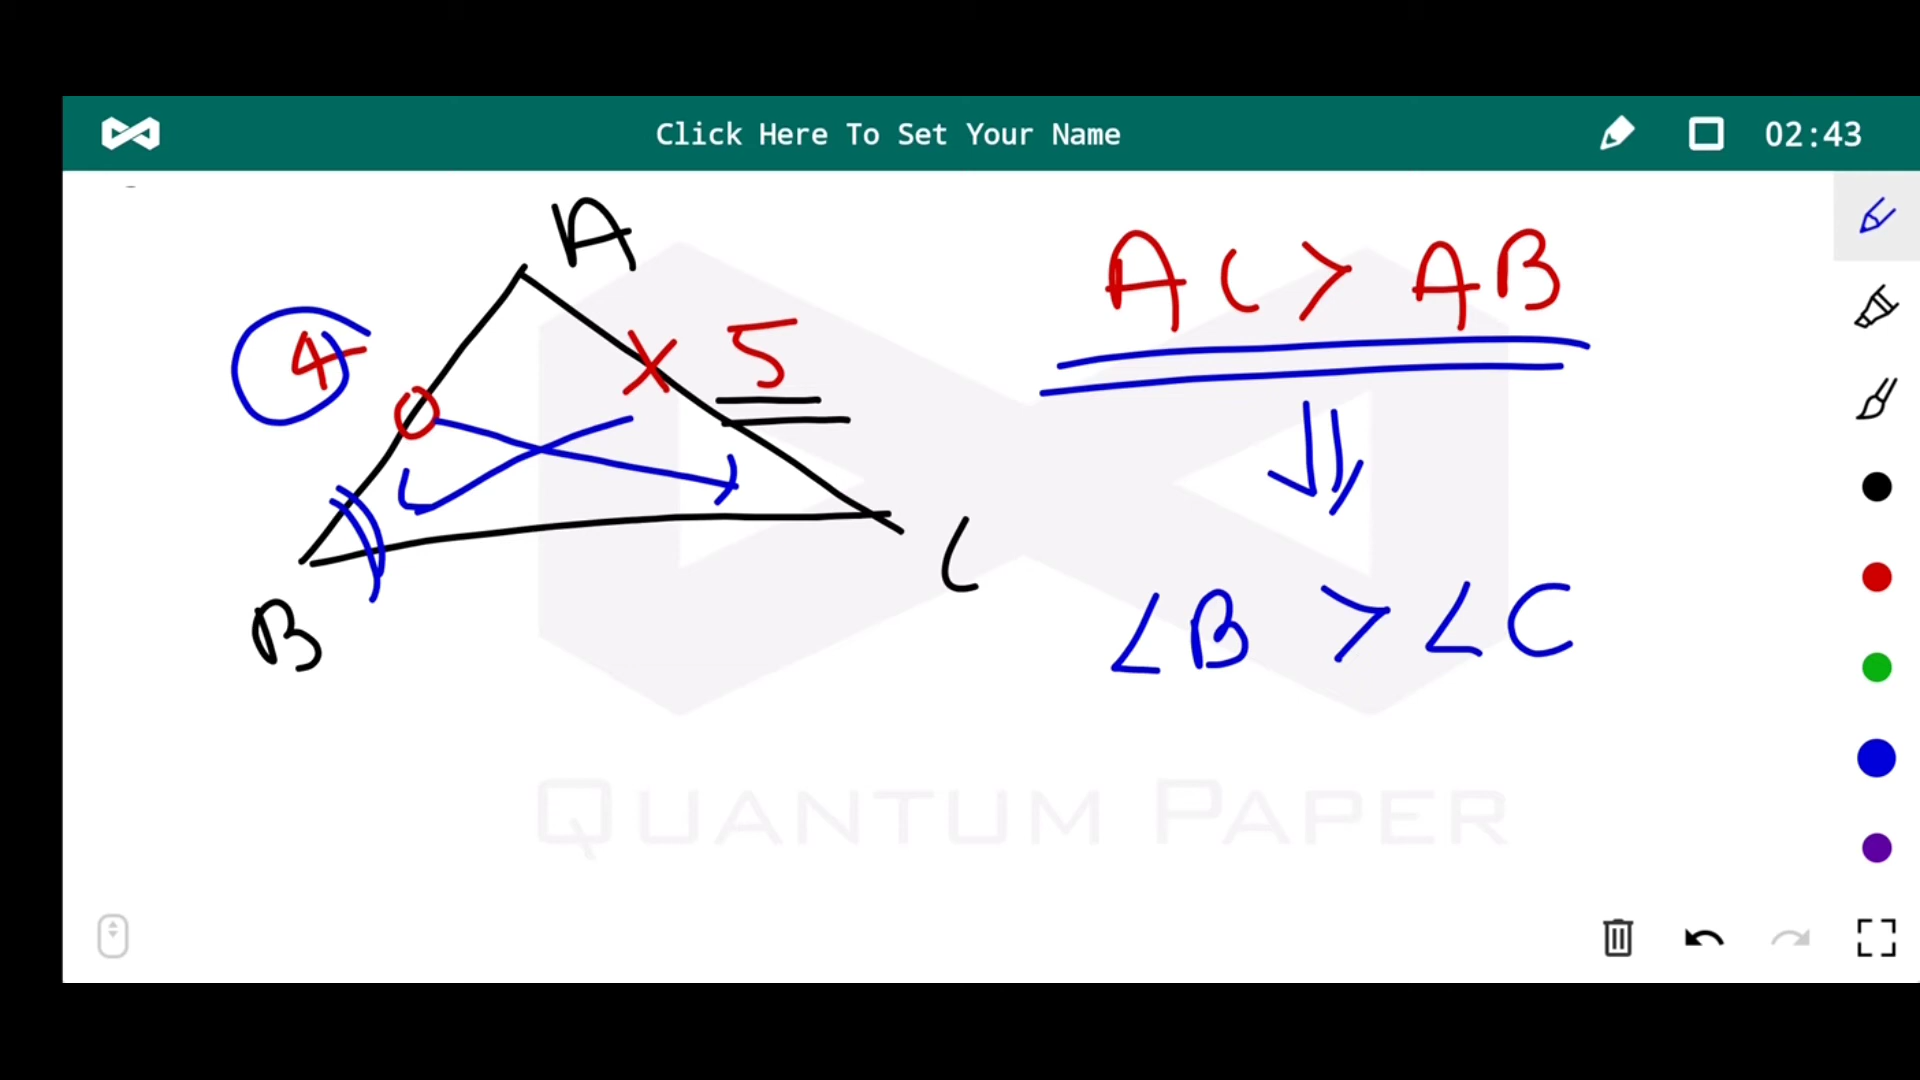 Click Here To Set Your Name
02:43
A
4
5
B
C
AC > AB
∠B > ∠C
QUANTUM PAPER